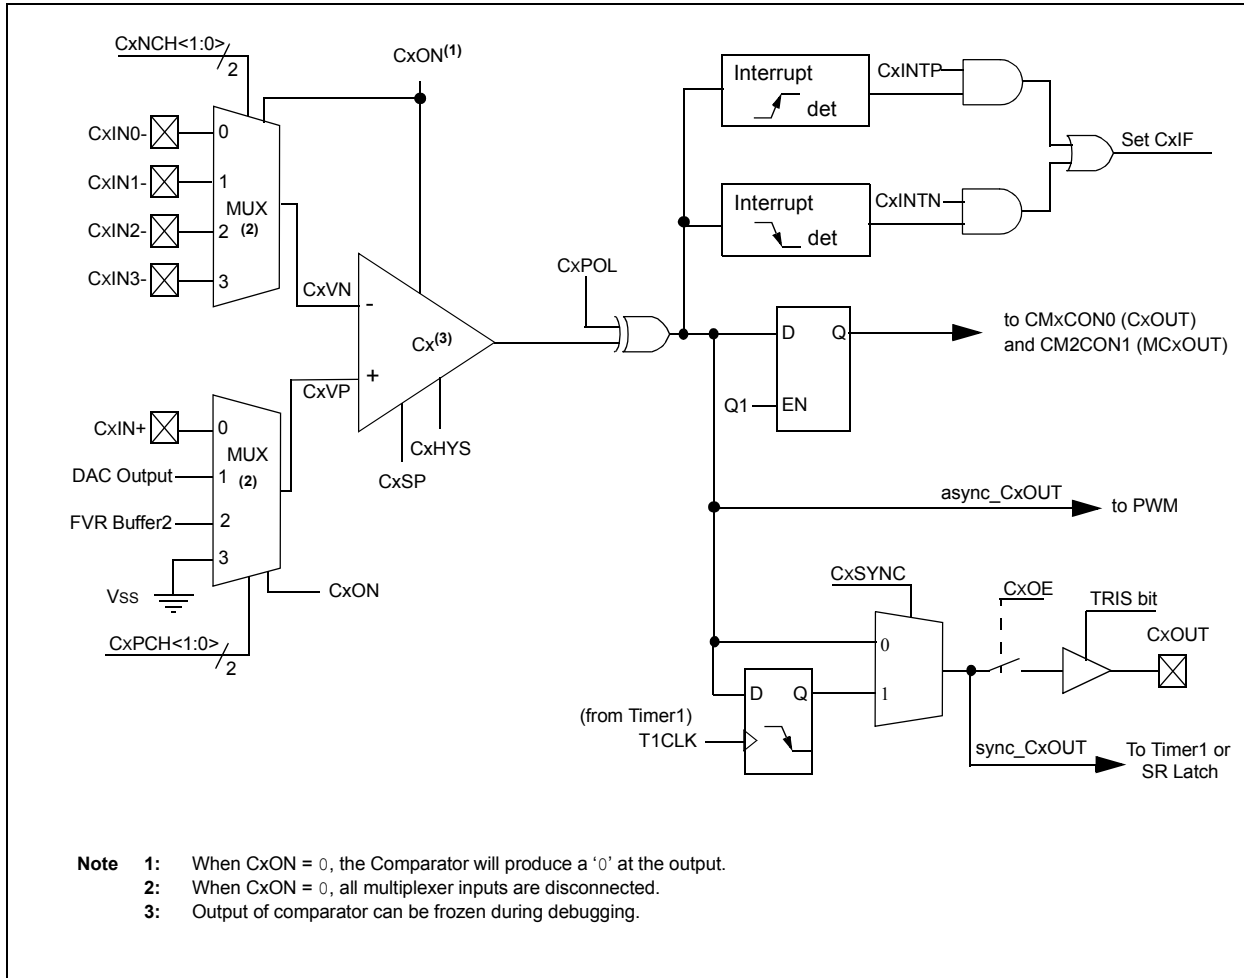 CxNCH<1:0>
2
CxON(1)
CxIN0-
0
CxIN1-
1
MUX
(2)
CxIN2-
2
CxIN3-
3
CxVN
-
Cx(3)
+
CxVP
CxHYS
CxSP
CxIN+
0
MUX
(2)
DAC Output
1
FVR Buffer2
2
3
Vss
CxON
CxPCH<1:0>
2
CxPOL
Interrupt
det
CxINTP
Interrupt
det
CxINTN
Set CxIF
D
Q
Q1
EN
to CMxCON0 (CxOUT)
and CM2CON1 (MCxOUT)
async_CxOUT
to PWM
CxSYNC
0
1
D
Q
(from Timer1)
T1CLK
CxOE
TRIS bit
CxOUT
sync_CxOUT
To Timer1 or
SR Latch
Note 1: When CxON = 0, the Comparator will produce a ‘0’ at the output.
2: When CxON = 0, all multiplexer inputs are disconnected.
3: Output of comparator can be frozen during debugging.